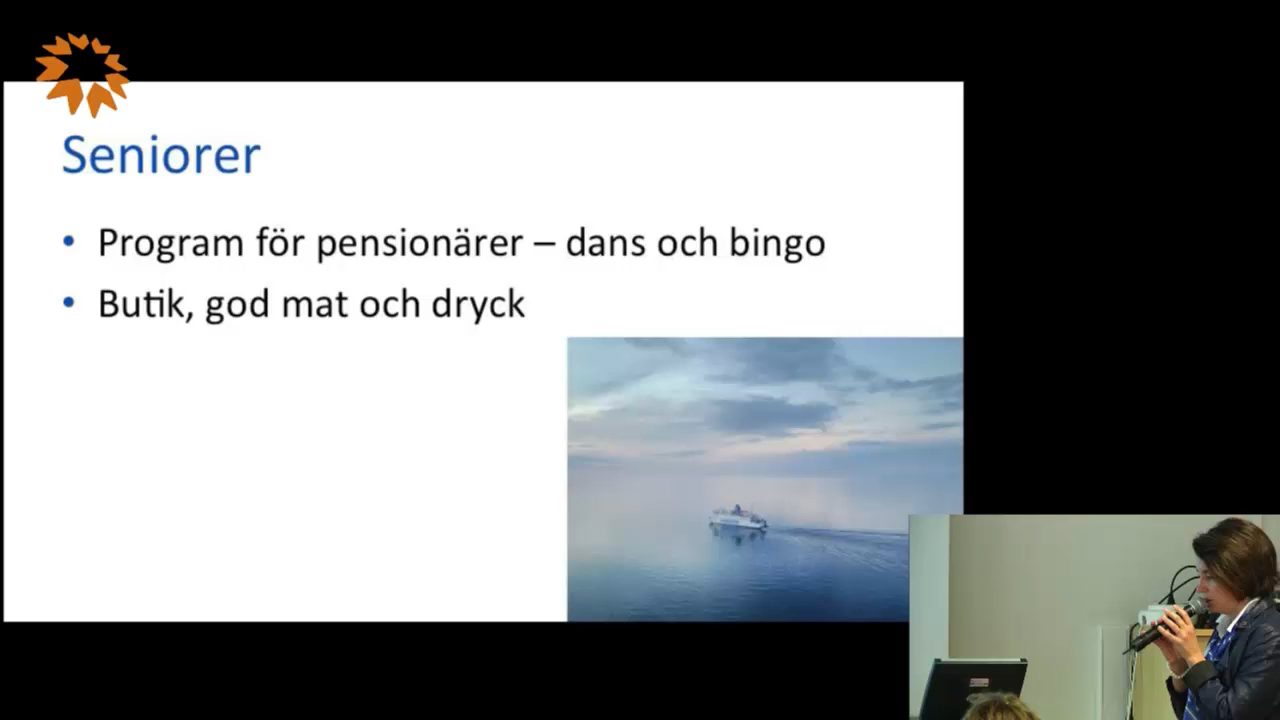 Seniorer
• Program för pensionärer – dans och bingo
• Butik, god mat och dryck